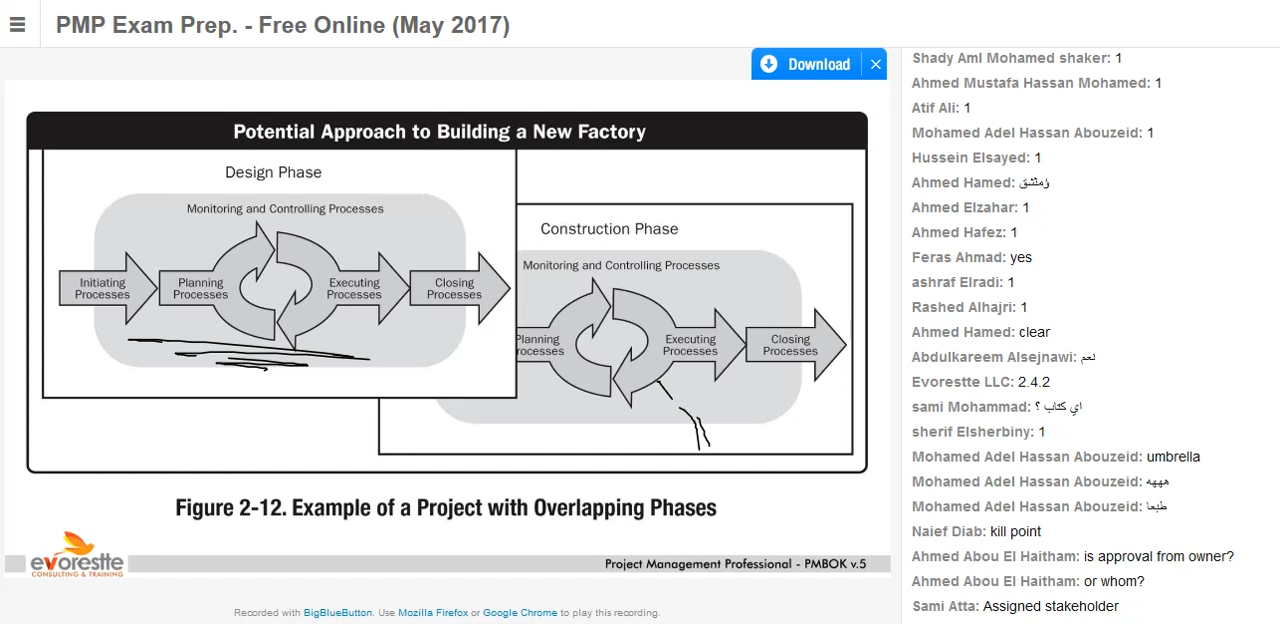 PMP Exam Prep. - Free Online (May 2017)
Download
Potential Approach to Building a New Factory
Design Phase
Monitoring and Controlling Processes
Initiating
Processes
Planning
Processes
Executing
Processes
Closing
Processes
Construction Phase
Monitoring and Controlling Processes
Planning
rocesses
Executing
Processes
Closing
Processes
Figure 2-12. Example of a Project with Overlapping Phases
evorestte
CONSULTING & TRAINING
Project Management Professional - PMBOK v.5
Recorded with BigBlueButton. Use Mozilla Firefox or Google Chrome to play this recording.
Shady Aml Mohamed shaker: 1
Ahmed Mustafa Hassan Mohamed: 1
Atif Ali: 1
Mohamed Adel Hassan Abouzeid: 1
Hussein Elsayed: 1
Ahmed Hamed: ؤمثشق
Ahmed Elzahar: 1
Ahmed Hafez: 1
Feras Ahmad: yes
ashraf Elradi: 1
Rashed Alhajri: 1
Ahmed Hamed: clear
Abdulkareem Alsejnawi: نعم
Evorestte LLC: 2.4.2
sami Mohammad: اي كتاب ؟
sherif Elsherbiny: 1
Mohamed Adel Hassan Abouzeid: umbrella
Mohamed Adel Hassan Abouzeid: هههه
Mohamed Adel Hassan Abouzeid: طبعا
Naief Diab: kill point
Ahmed Abou El Haitham: is approval from owner?
Ahmed Abou El Haitham: or whom?
Sami Atta: Assigned stakeholder